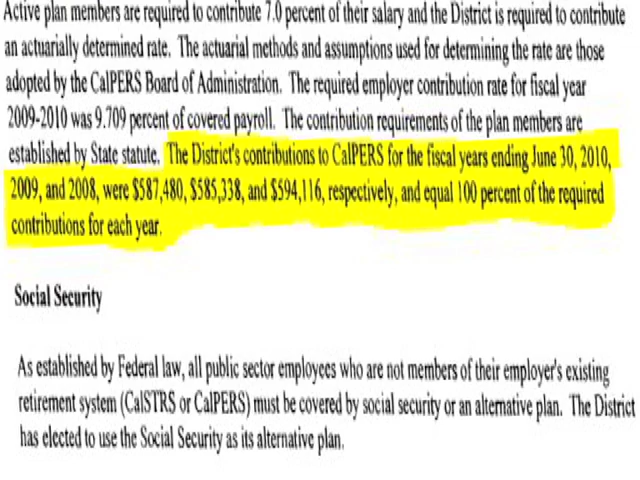 Active plan members are required to contribute 7.0 percent of their salary and the District is required to contribute
an actuarially determined rate. The actuarial methods and assumptions used for determining the rate are those
adopted by the CalPERS Board of Administration. The required employer contribution rate for fiscal year
2009-2010 was 9.709 percent of covered payroll. The contribution requirements of the plan members are
established by State statute. The District's contributions to CalPERS for the fiscal years ending June 30, 2010,
2009, and 2008, were $587,480, $585,338, and $594,116, respectively, and equal 100 percent of the required
contributions for each year.
Social Security
As established by Federal law, all public sector employees who are not members of their employer's existing
retirement system (CalSTRS or CalPERS) must be covered by social security or an alternative plan. The District
has elected to use the Social Security as its alternative plan.